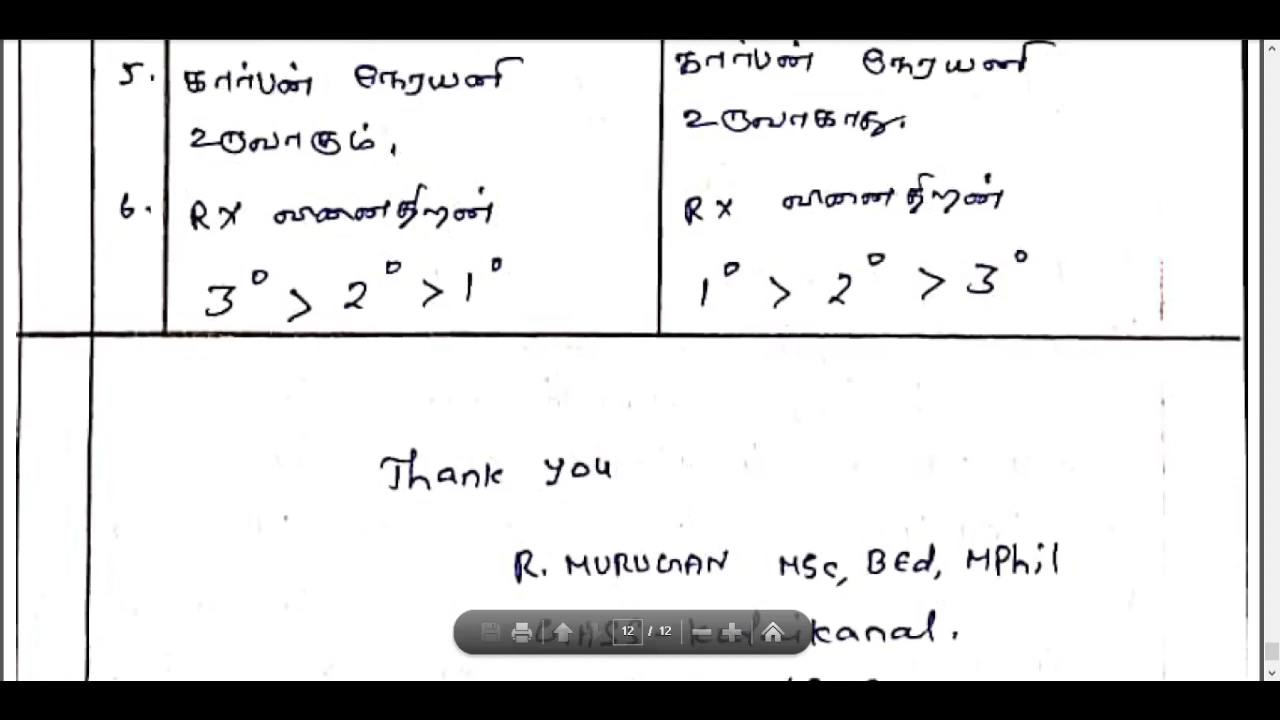 5. கார்பன் நேரயனி
உருவாகும்.
6. RX வினைதிறன்
3° > 2° > 1°
கார்பன் நேரயனி
உருவாகாது.
RX வினைதிறன்
1° > 2° > 3°
Thank you
R. MURUGAN MSc, BEd, MPhil
kanal.
12 / 12